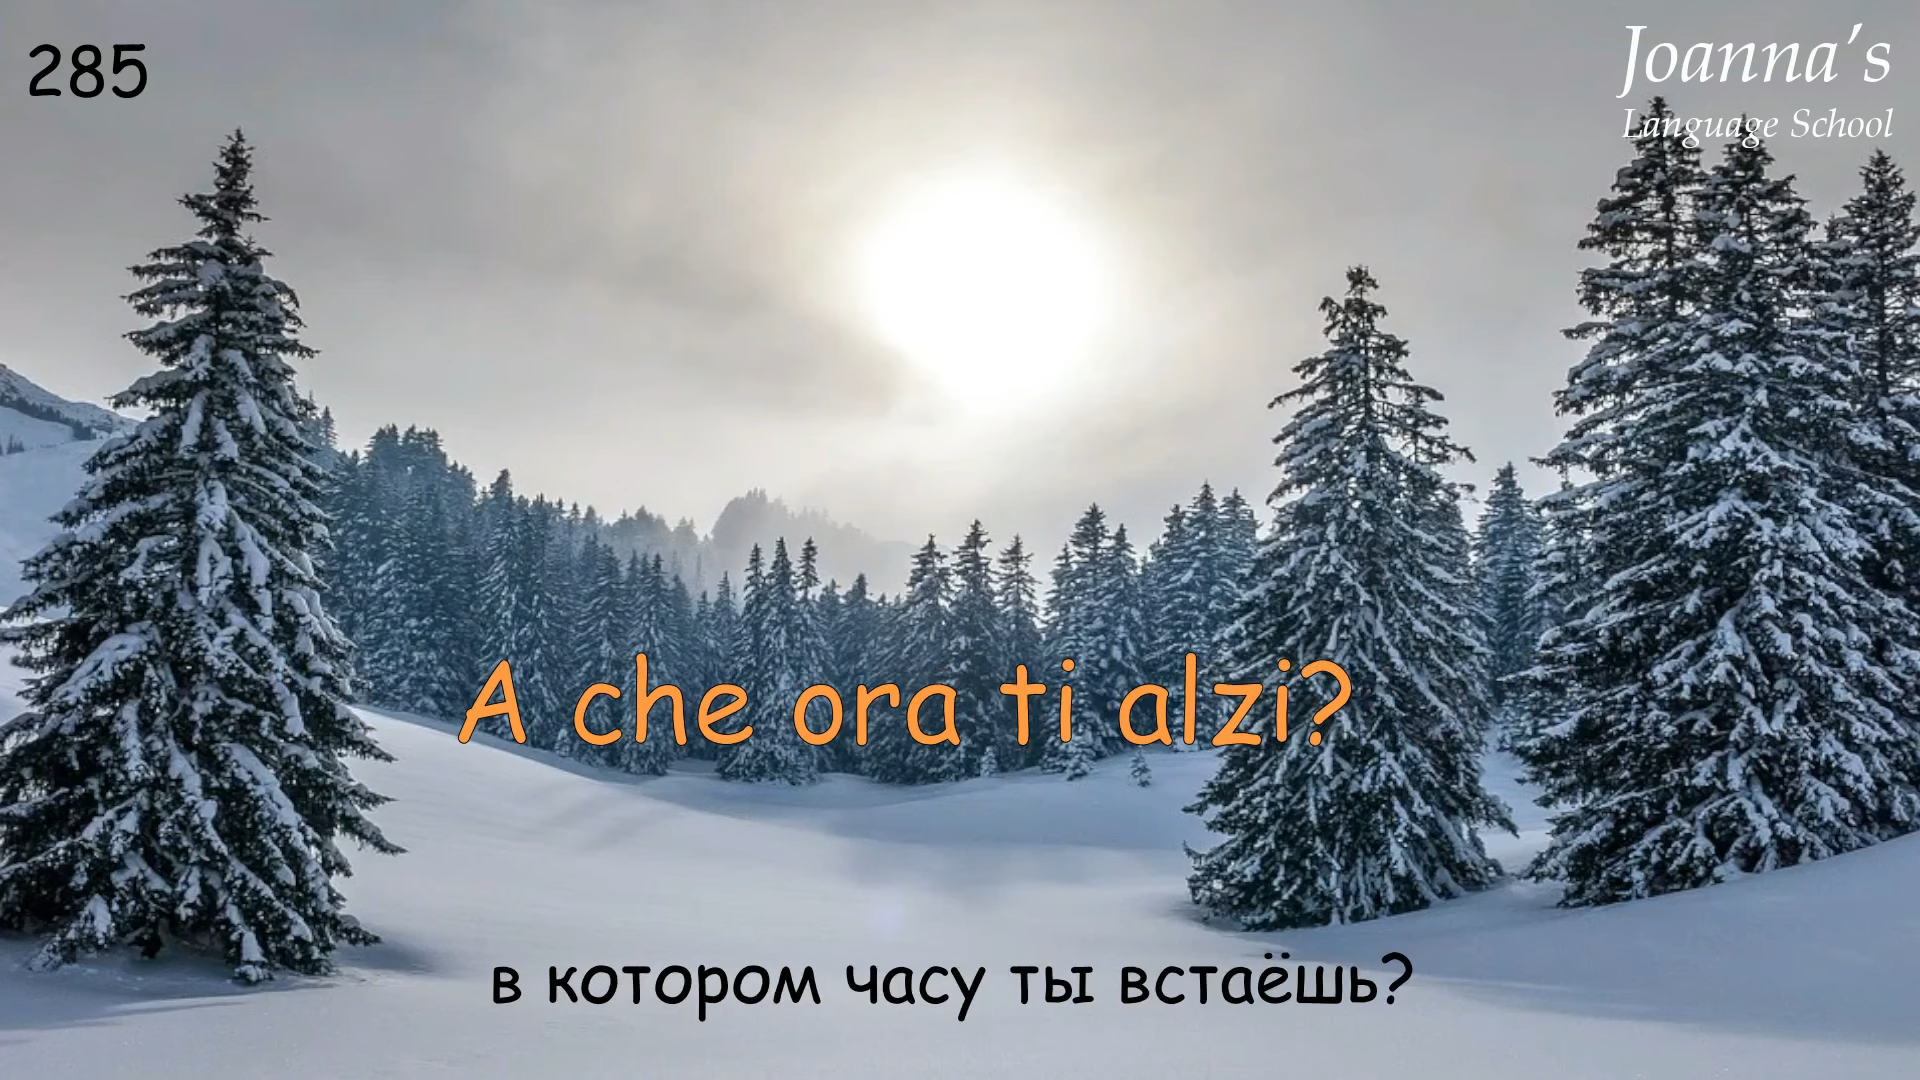 285
Joanna's
Language School
A che ora ti alzi?
в котором часу ты встаёшь?